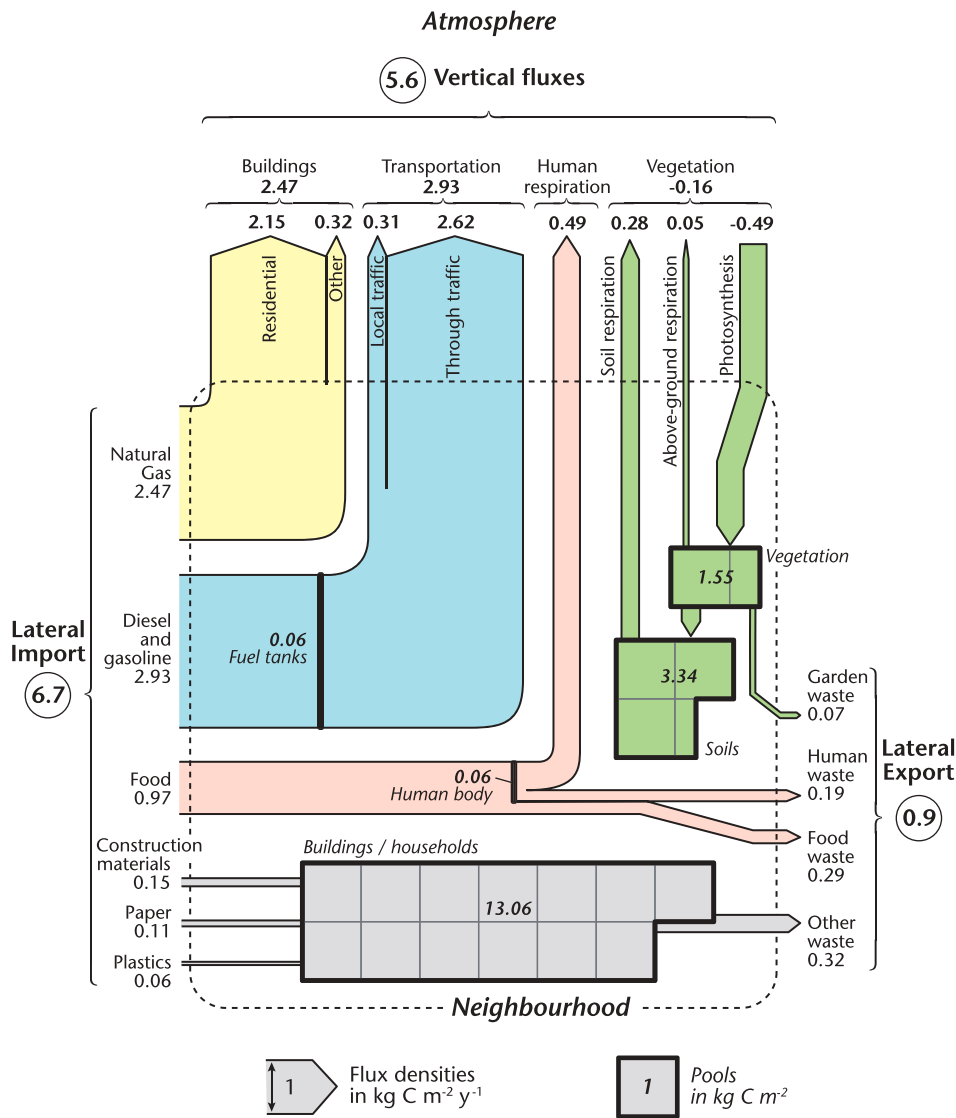 Atmosphere
5.6 Vertical fluxes
Buildings
2.47
Transportation
2.93
Human
respiration
Vegetation
-0.16
2.15
0.32
0.31
2.62
0.49
0.28
0.05
-0.49
Residential
Other
Local traffic
Through traffic
Soil respiration
Above-ground respiration
Photosynthesis
Lateral
Import
6.7
Natural
Gas
2.47
Diesel
and
gasoline
2.93
0.06
Fuel tanks
Food
0.97
0.06
Human body
Construction
materials
0.15
Paper
0.11
Plastics
0.06
Buildings / households
13.06
1.55
Vegetation
3.34
Soils
Garden
waste
0.07
Human
waste
0.19
Food
waste
0.29
Other
waste
0.32
Lateral
Export
0.9
Neighbourhood
1
Flux densities
in kg C m⁻² y⁻¹
1
Pools
in kg C m⁻²